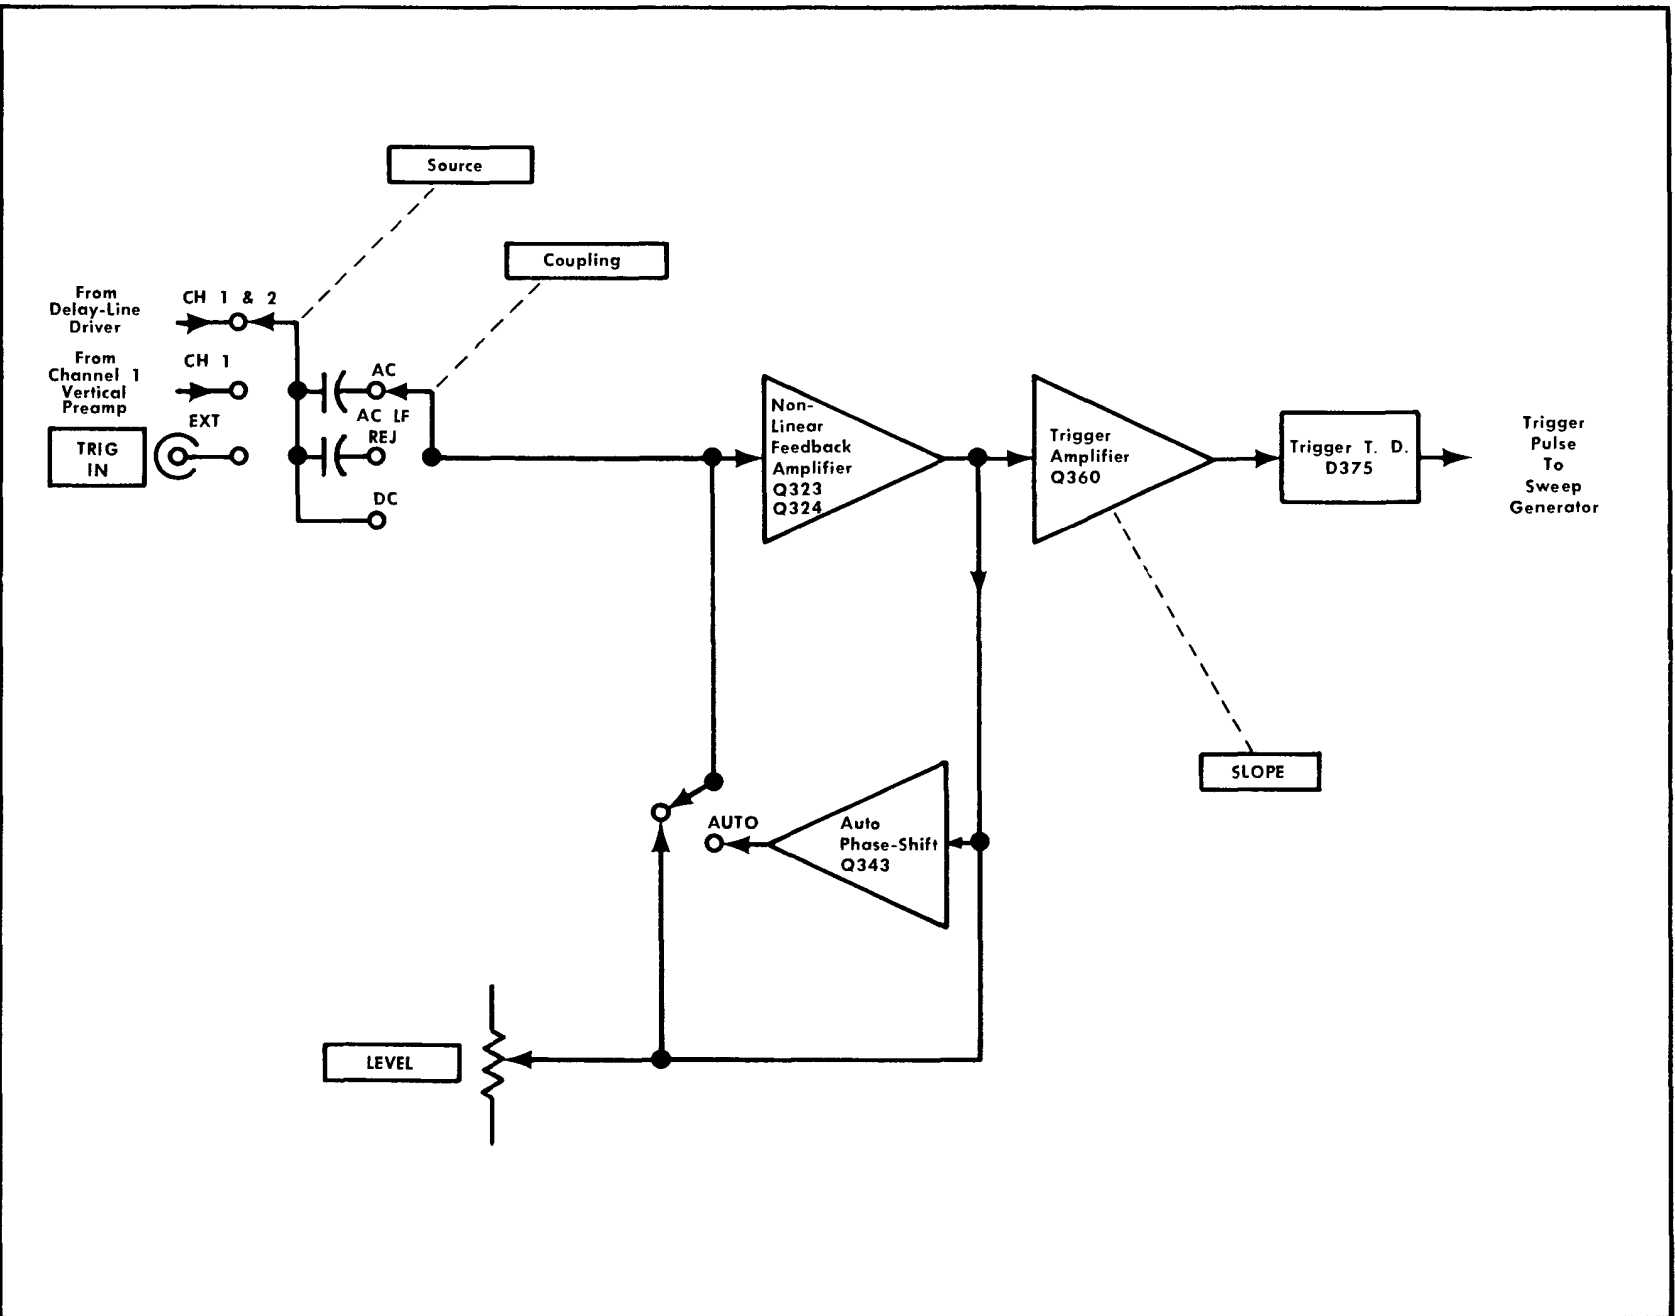 Source
Coupling
From
Delay-Line
Driver
CH 1 & 2
From
Channel 1
Vertical
Preamp
CH 1
EXT
TRIG
IN
AC
AC LF
REJ
DC
Non-
Linear
Feedback
Amplifier
Q323
Q324
Trigger
Amplifier
Q360
Trigger T. D.
D375
Trigger
Pulse
To
Sweep
Generator
SLOPE
AUTO
Auto
Phase-Shift
Q343
LEVEL